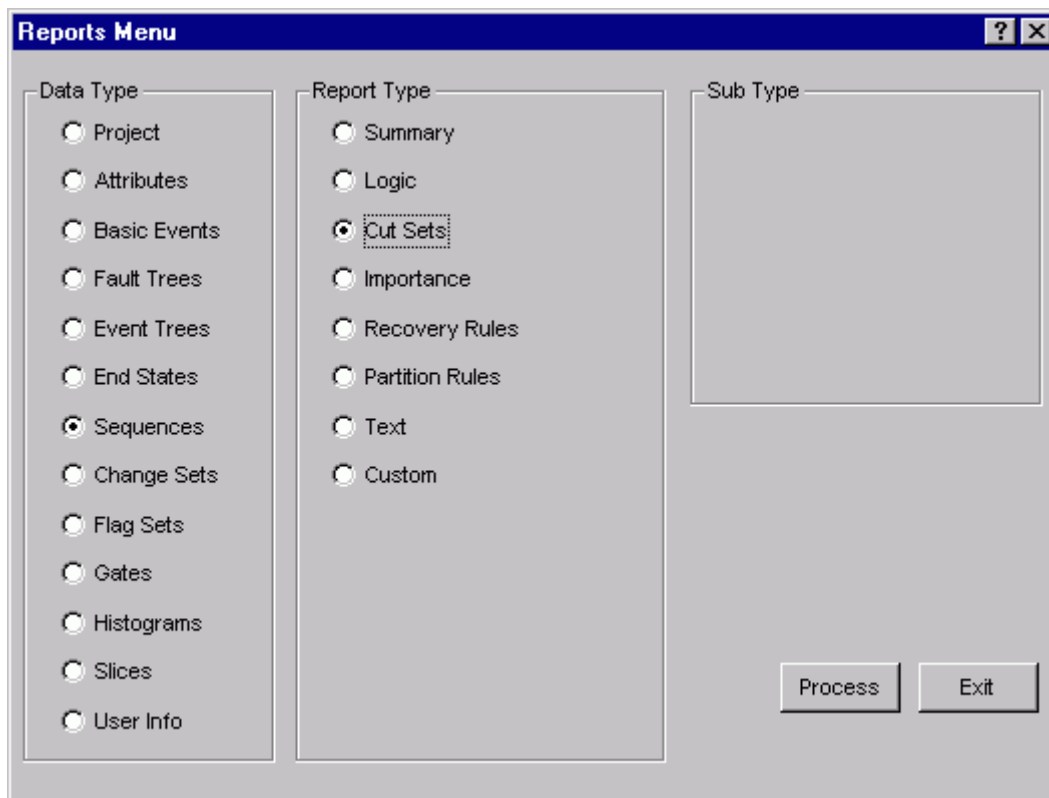 Reports Menu
Data Type
Project
Attributes
Basic Events
Fault Trees
Event Trees
End States
Sequences
Change Sets
Flag Sets
Gates
Histograms
Slices
User Info
Report Type
Summary
Logic
Cut Sets
Importance
Recovery Rules
Partition Rules
Text
Custom
Sub Type
Process
Exit